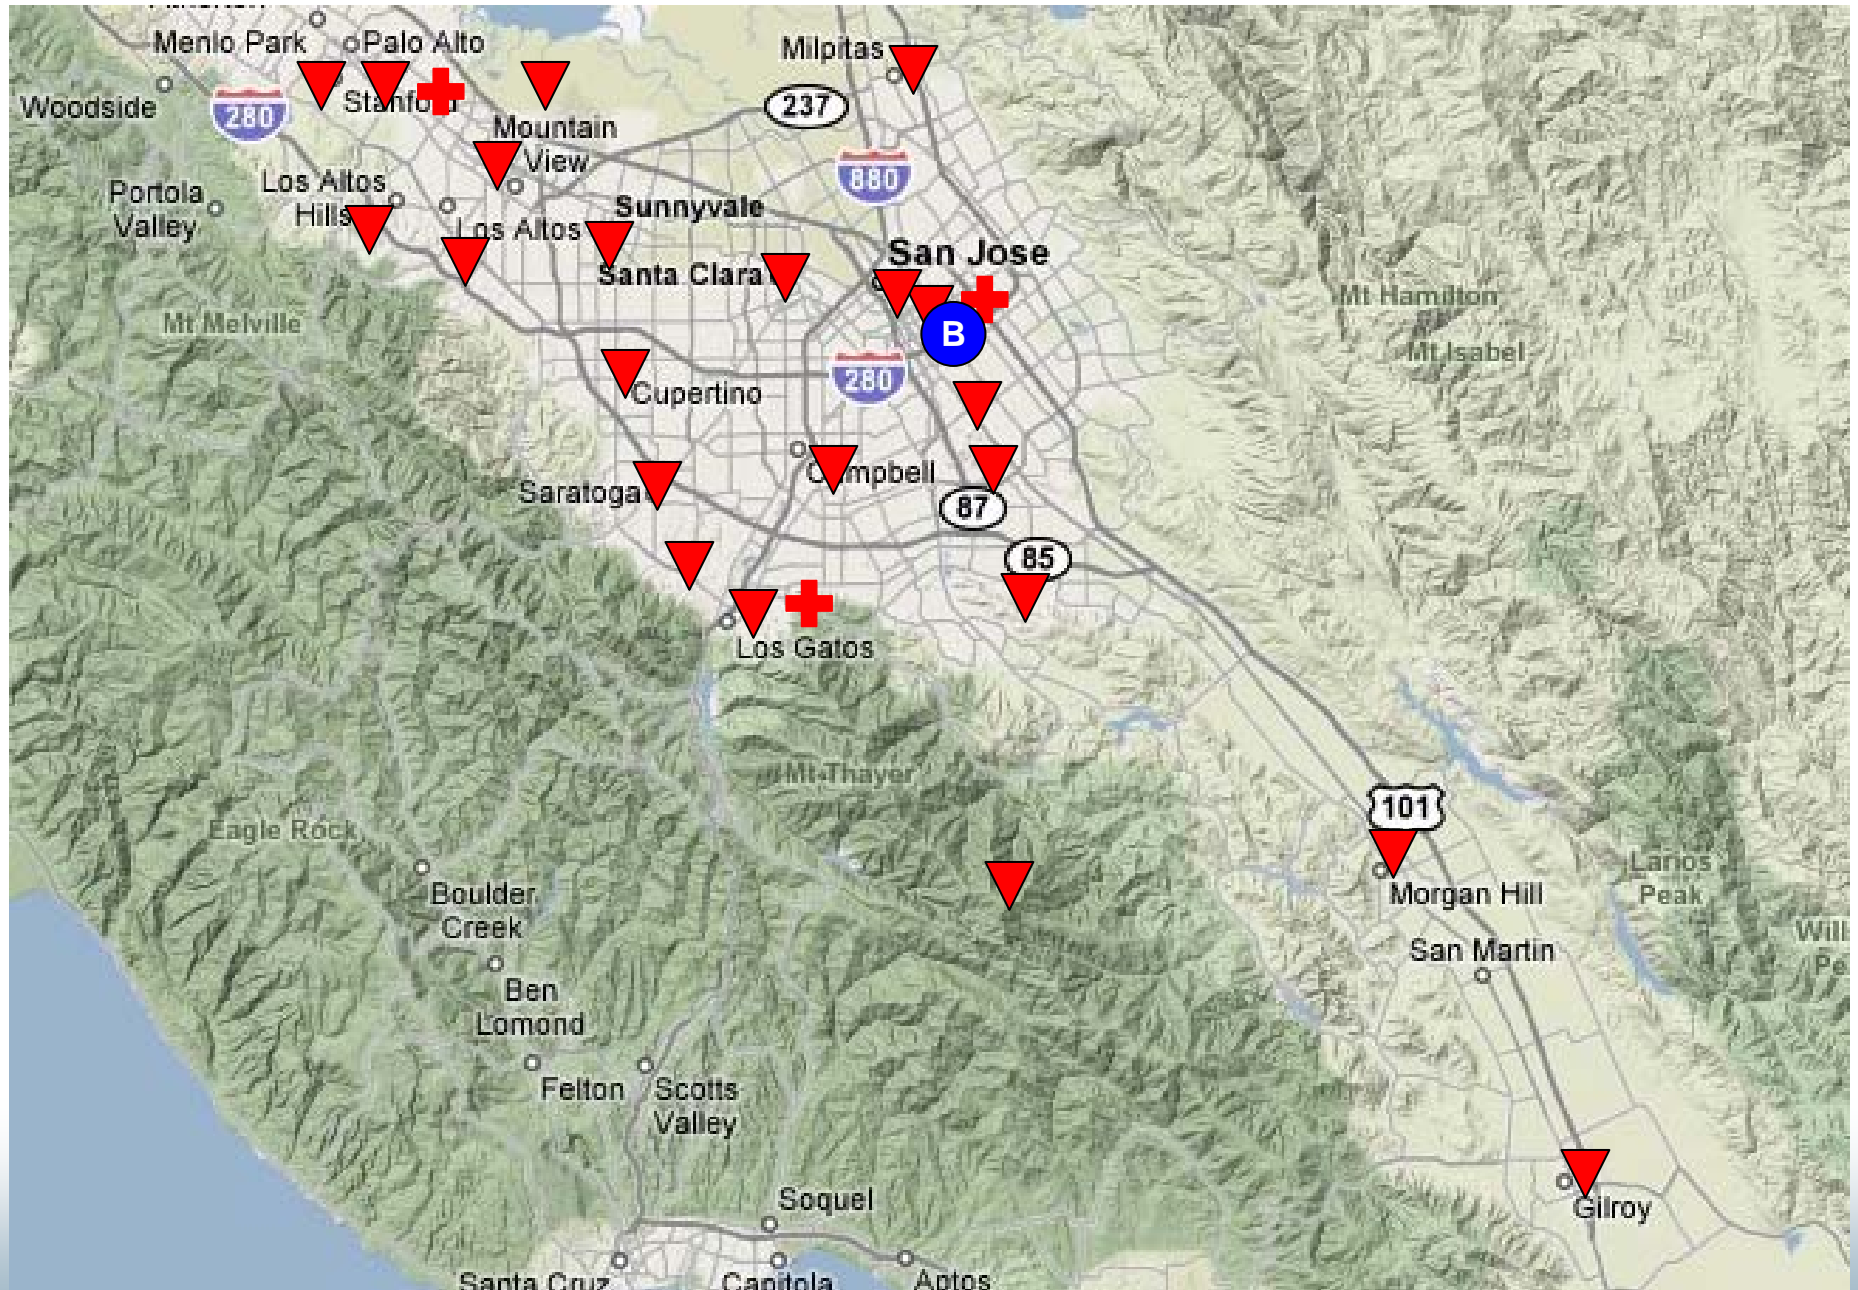 Menlo Park
Palo Alto
Milpitas
Woodside
280
237
Mountain
View
880
Portola
Valley
Los Altos
Hills
Los Altos
Sunnyvale
San Jose
Santa Clara
Mt Hamilton
Mt Melville
B
Mt Isabel
280
Cupertino
Saratoga
87
85
Los Gatos
Mt Thayer
101
Eagle Rock
Larios
Peak
Boulder
Creek
Morgan Hill
San Martin
Ben
Lomond
Felton
Scotts
Valley
Soquel
Gilroy
Santa Cruz
Capitola
Aptos